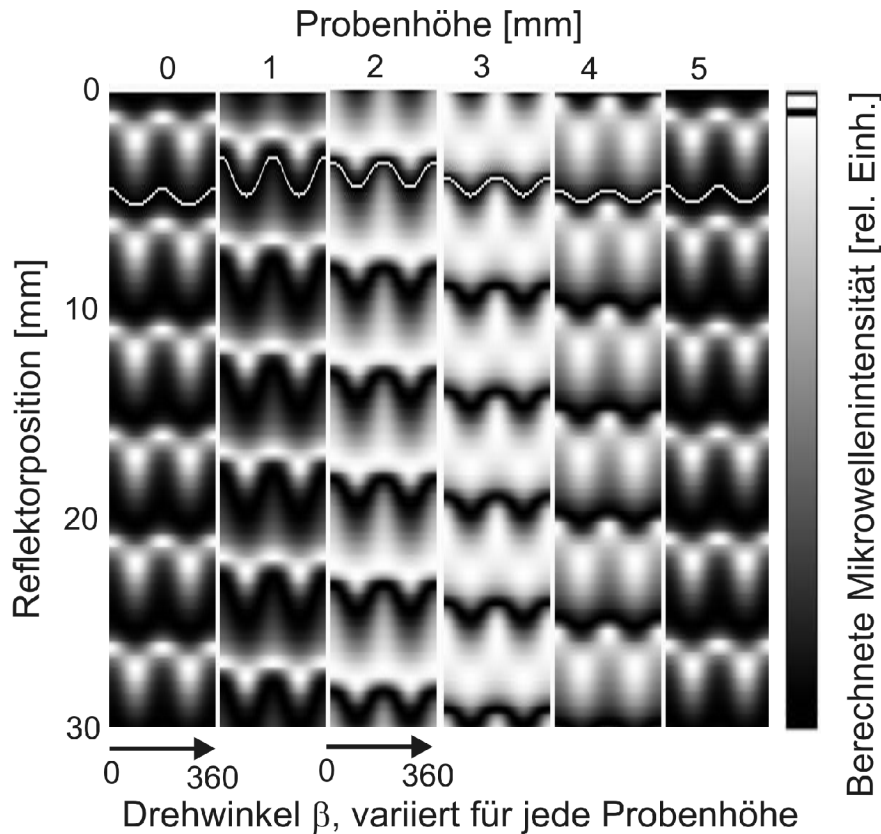 Probenhöhe [mm]
0 1 2 3 4 5
0
10
20
30
Reflektorposition [mm]
Berechnete Mikrowellenintensität [rel. Einh.]
0 360 0 360
Drehwinkel β, variiert für jede Probenhöhe